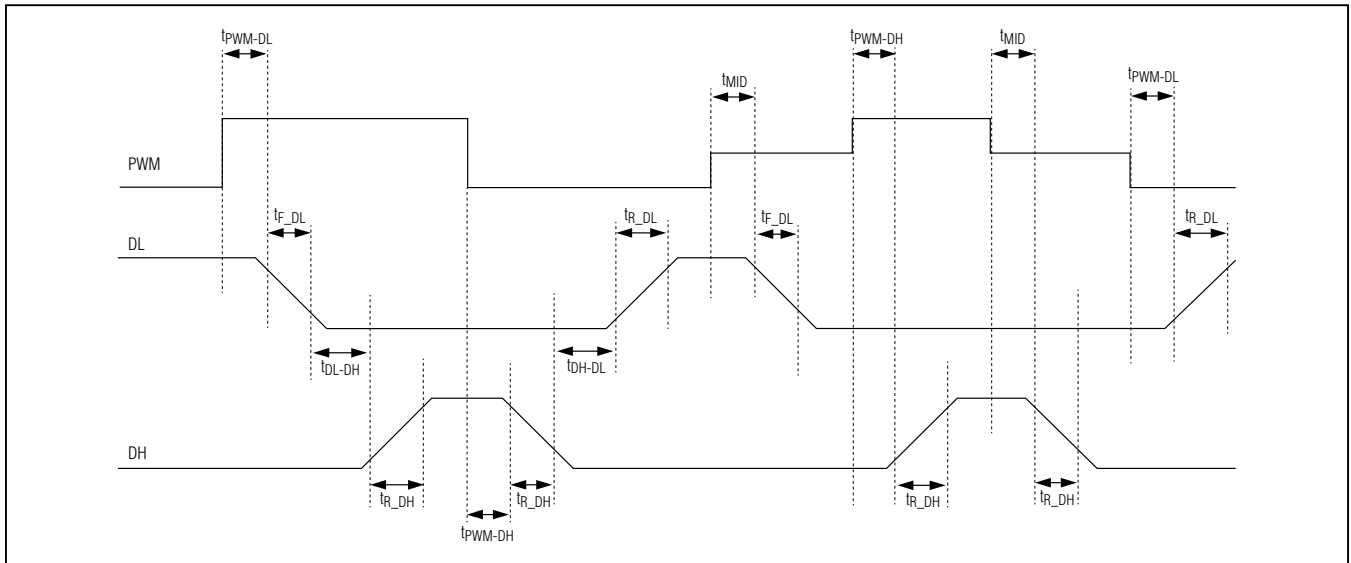 tPWM-DL
tPWM-DH
tMID
tMID
tPWM-DL
PWM
tF_DL
tR_DL
tF_DL
tR_DL
DL
tDL-DH
tDH-DL
DH
tR_DH
tR_DH
tR_DH
tR_DH
tPWM-DH